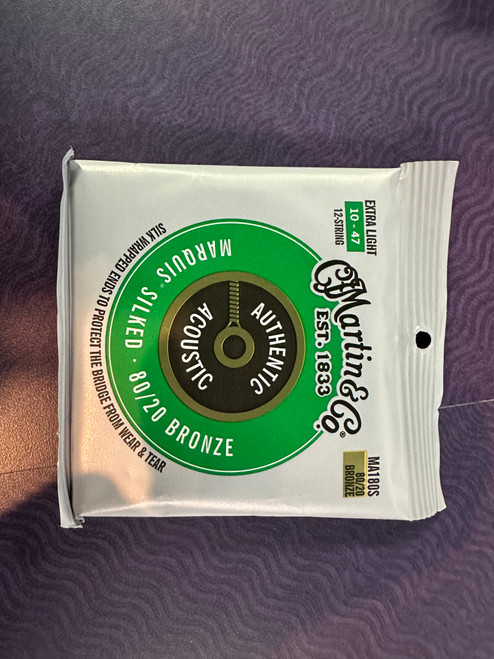 EXTRA LIGHT
10 - 47
12-STRING
CF Martin & Co.®
EST. 1833
MA180S
80/20
BRONZE
AUTHENTIC
ACOUSTIC
MARQUIS SILKED · 80/20 BRONZE
SILK WRAPPED ENDS TO PROTECT THE BRIDGE FROM WEAR & TEAR